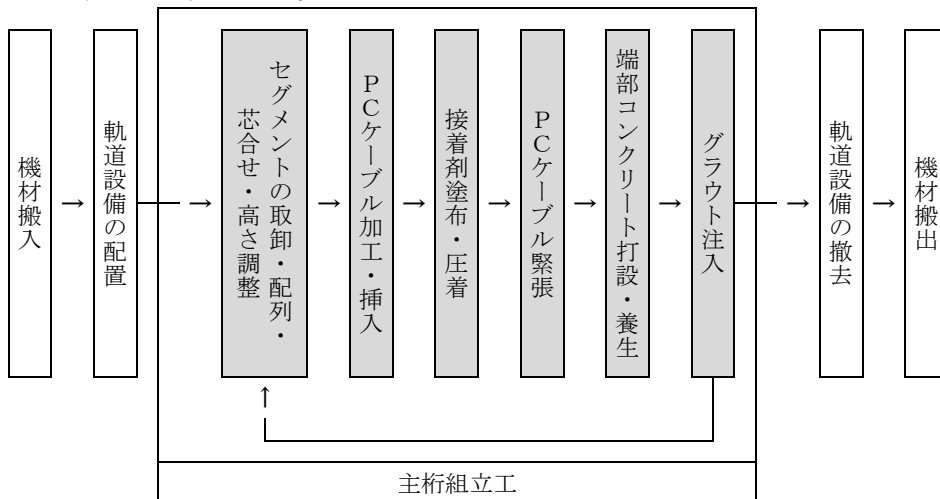 機材搬入
→
軌道設備の配置
→
セグメントの取卸・配列・
芯合せ・高さ調整
→
PCケーブル加工・挿入
→
接着剤塗布・圧着
→
PCケーブル緊張
→
端部コンクリート打設・養生
→
グラウト注入
→
軌道設備の撤去
→
機材搬出
↑
主桁組立工